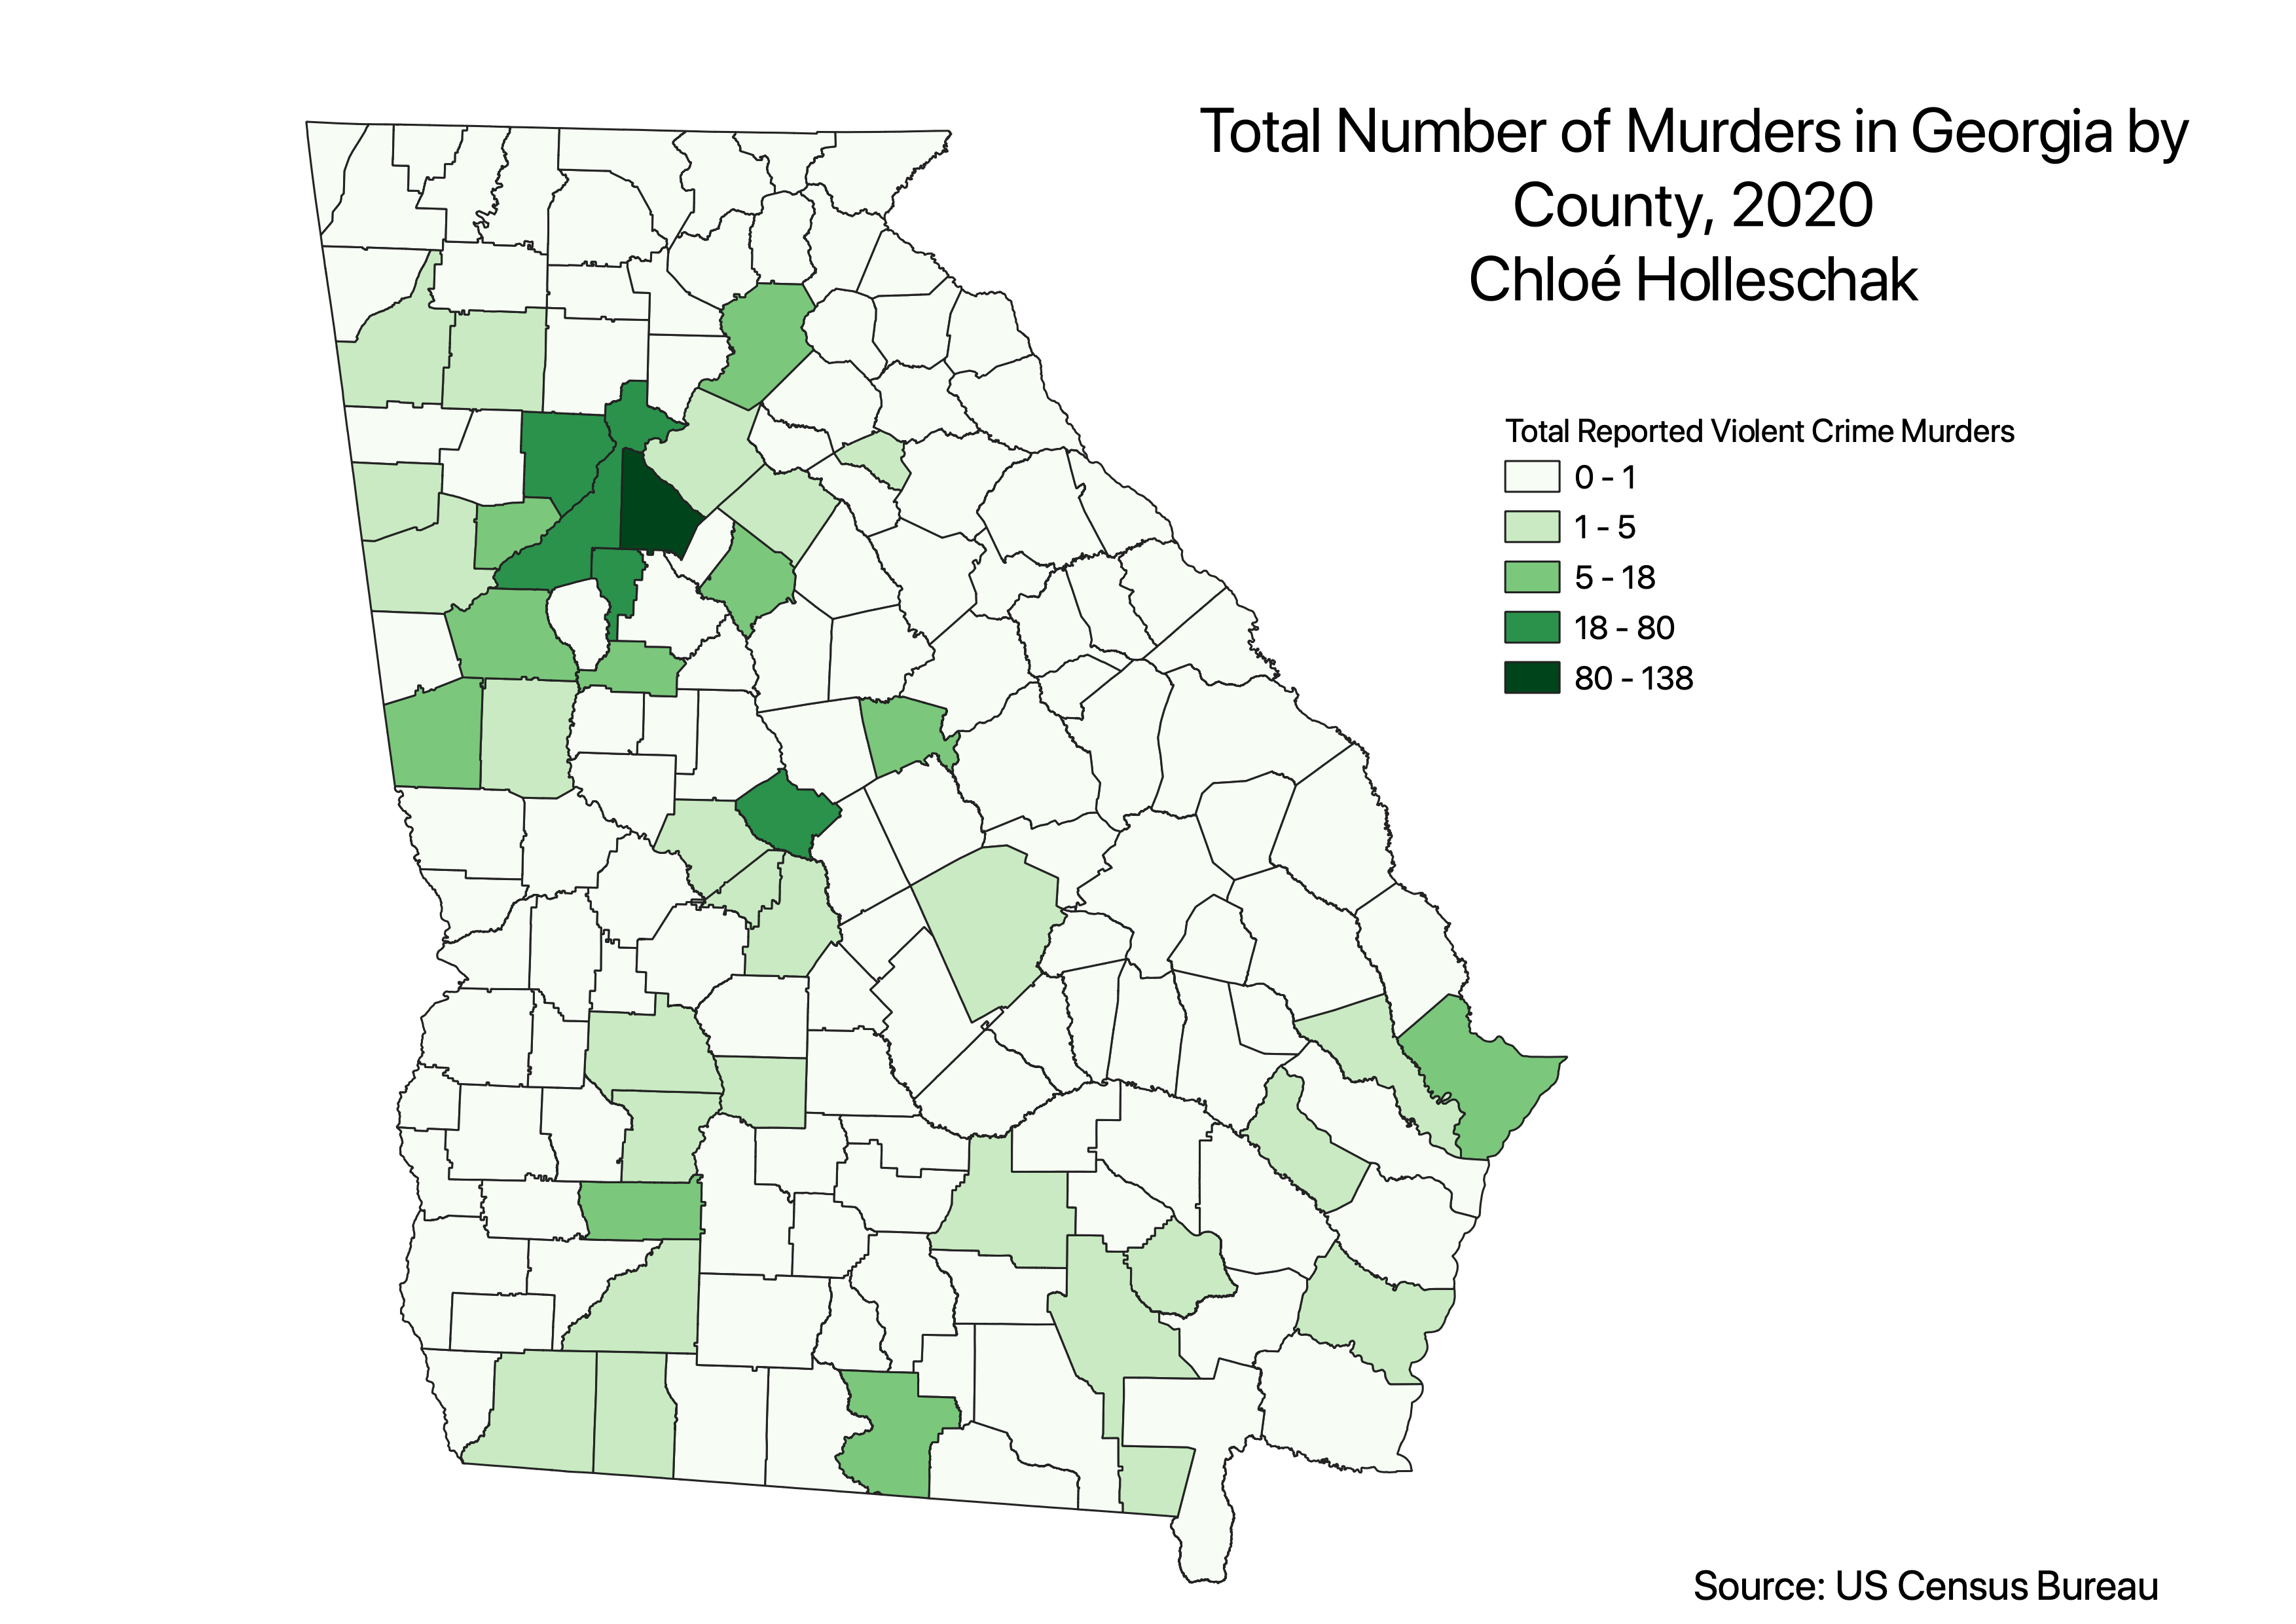 Total Number of Murders in Georgia by
County, 2020
Chloé Holleschak
Total Reported Violent Crime Murders
0 - 1
1 - 5
5 - 18
18 - 80
80 - 138
Source: US Census Bureau